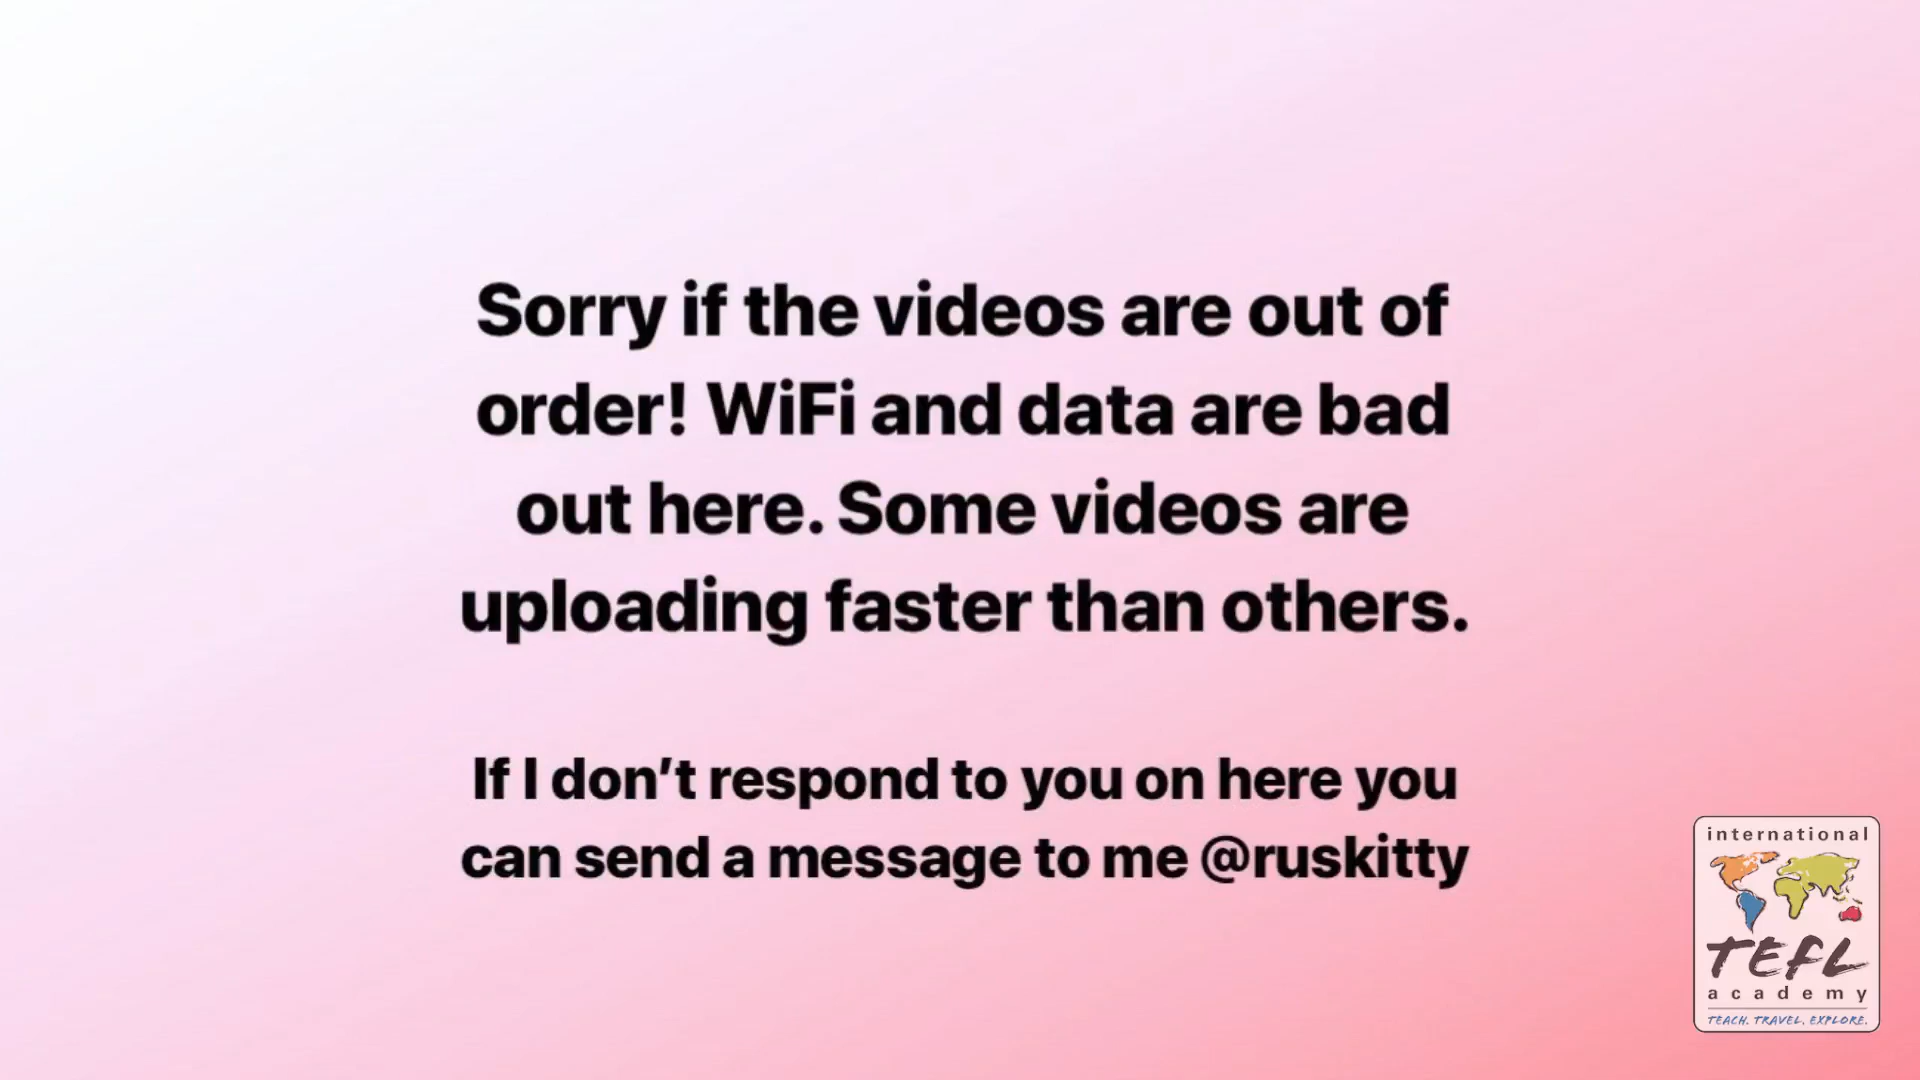 Sorry if the videos are out of
order! WiFi and data are bad
out here. Some videos are
uploading faster than others.
If I don’t respond to you on here you
can send a message to me @ruskitty
international
TEFL
academy
TEACH. TRAVEL. EXPLORE.